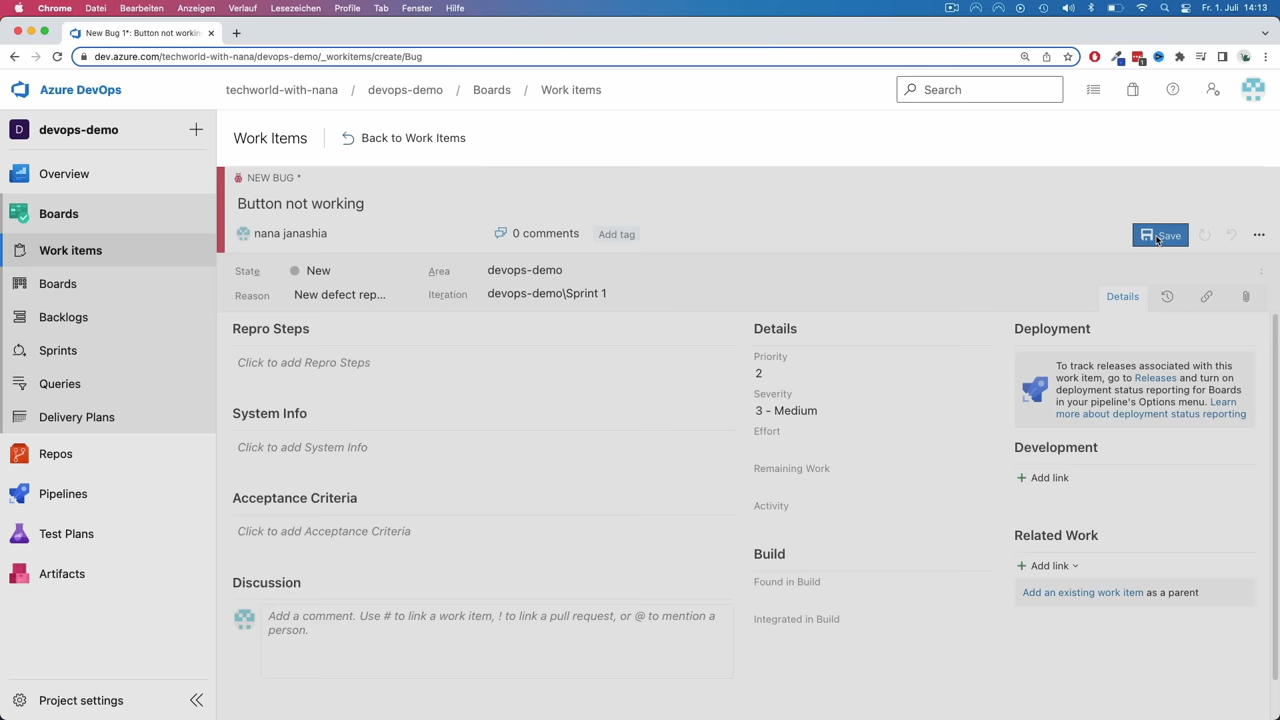 Chrome Datei Bearbeiten Anzeigen Verlauf Lesezeichen Profile Tab Fenster Hilfe Fr. 1. Juli 14:13
New Bug 1*: Button not workin
dev.azure.com/techworld-with-nana/devops-demo/_workitems/create/Bug
Azure DevOps techworld-with-nana / devops-demo / Boards / Work items Search
D devops-demo
Work Items Back to Work Items
Overview
Boards
Work items
Boards
Backlogs
Sprints
Queries
Delivery Plans
Repos
Pipelines
Test Plans
Artifacts
Project settings
NEW BUG *
Button not working
nana janashia 0 comments Add tag Save
State New Area devops-demo
Reason New defect rep... Iteration devops-demo\Sprint 1
Details
Repro Steps
Click to add Repro Steps
System Info
Click to add System Info
Acceptance Criteria
Click to add Acceptance Criteria
Discussion
Add a comment. Use # to link a work item, ! to link a pull request, or @ to mention a
person.
Details
Priority
2
Severity
3 - Medium
Effort
Remaining Work
Activity
Build
Found in Build
Integrated in Build
Deployment
To track releases associated with this
work item, go to Releases and turn on
deployment status reporting for Boards
in your pipeline's Options menu. Learn
more about deployment status reporting
Development
+ Add link
Related Work
+ Add link
Add an existing work item as a parent